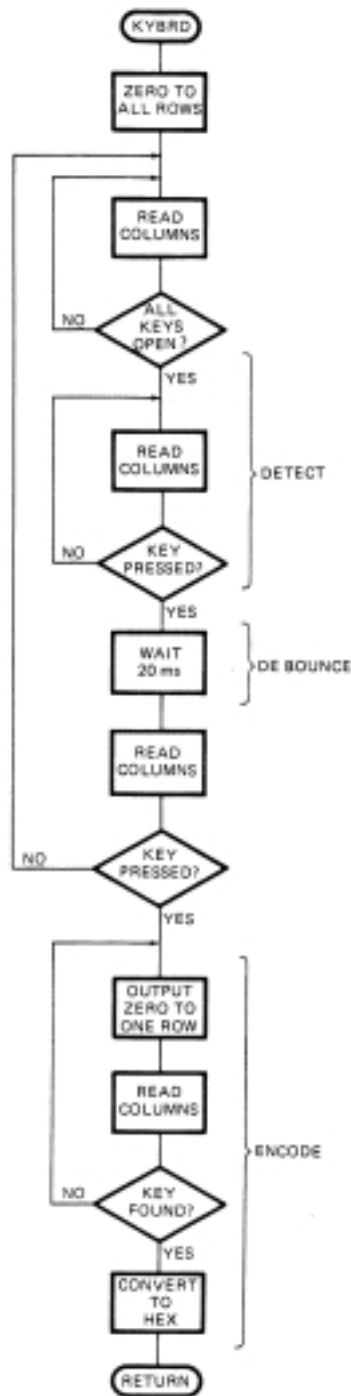 KYBRD
ZERO TO
ALL ROWS
READ
COLUMNS
ALL
KEYS
OPEN?
NO
YES
READ
COLUMNS
DETECT
KEY
PRESSED?
NO
YES
WAIT
20 ms
DE BOUNCE
READ
COLUMNS
KEY
PRESSED?
NO
YES
OUTPUT
ZERO TO
ONE ROW
READ
COLUMNS
ENCODE
KEY
FOUND?
NO
YES
CONVERT
TO
HEX
RETURN